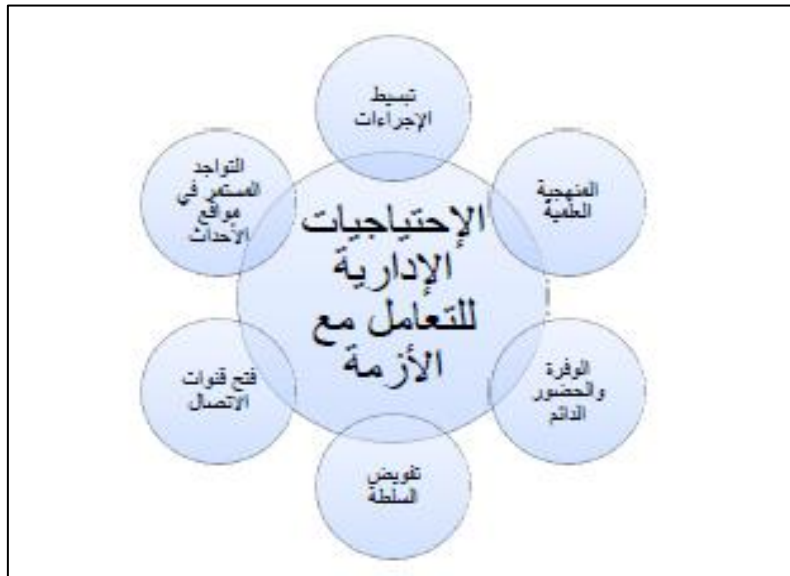 تبسيط
الإجراءات
المنهجية
العلمية
الوفرة
والحضور
الدائم
تفويض
السلطة
فتح قنوات
الاتصال
التواجد
المستمر في
مواقع
الأحداث
الإحتياجيات
الإدارية
للتعامل مع
الأزمة